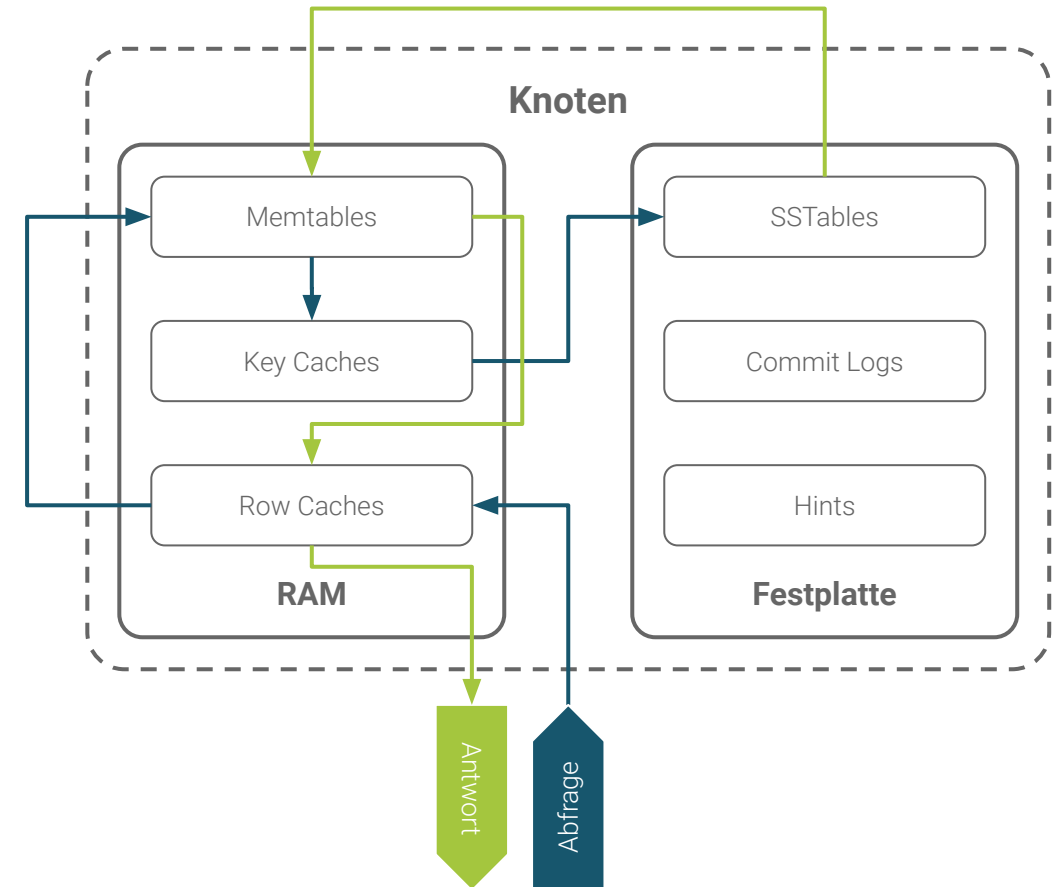 Knoten
Memtables
Key Caches
Row Caches
RAM
SSTables
Commit Logs
Hints
Festplatte
Antwort
Abfrage